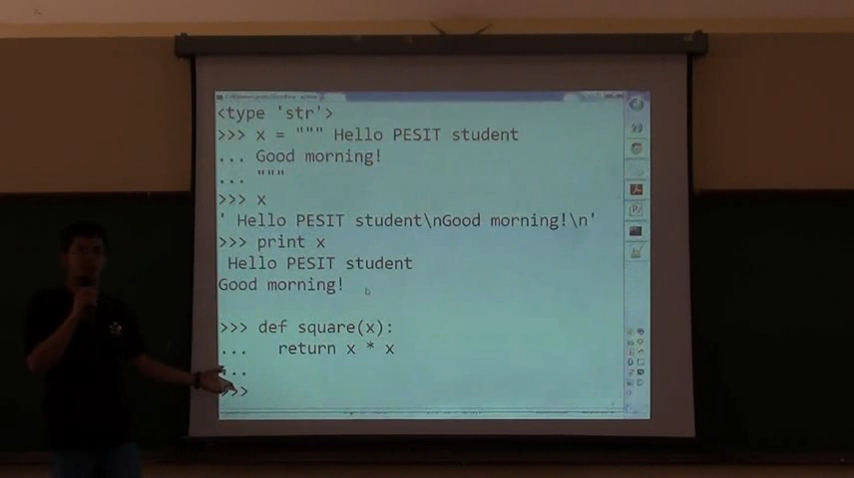 <type 'str'>
>>> x = """ Hello PESIT student
... Good morning!
... """
>>> x
' Hello PESIT student\nGood morning!\n'
>>> print x
 Hello PESIT student
Good morning!
>>> def square(x):
...   return x * x
...
>>>